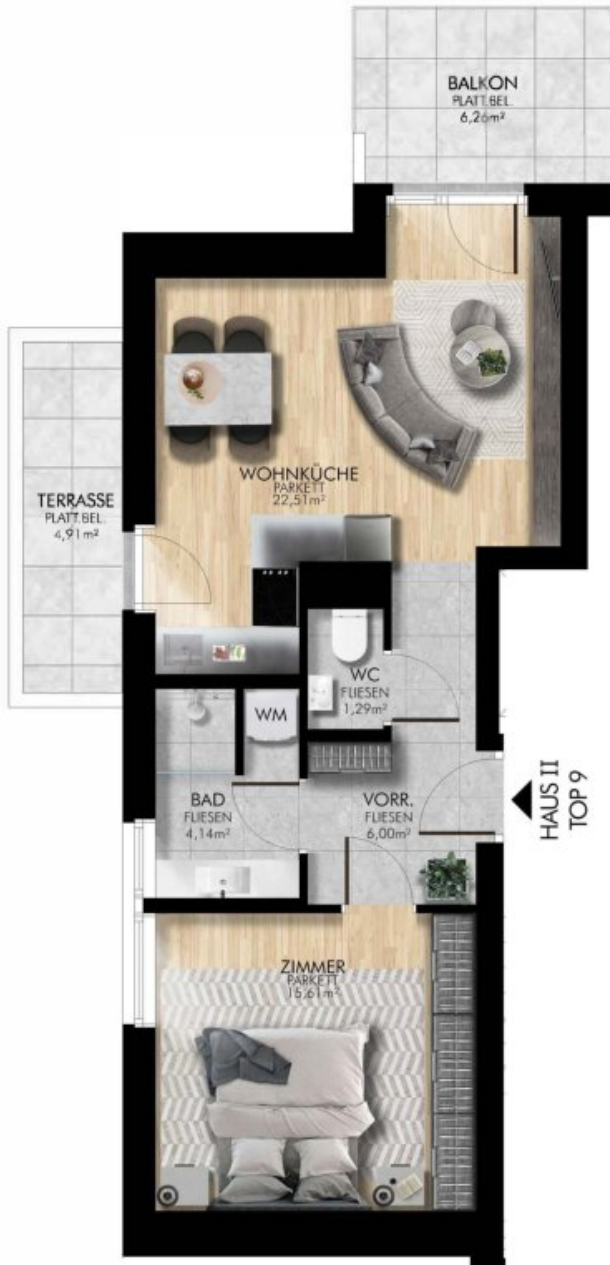 BALKON
PLATT.BEL.
6,26m²
WOHNKÜCHE
PARKETT
22,51m²
TERRASSE
PLATT.BEL.
4,91m²
WC
FLIESEN
1,29m²
WM
BAD
FLIESEN
4,14m²
VORR.
FLIESEN
6,00m²
HAUS II
TOP 9
ZIMMER
PARKETT
15,61m²